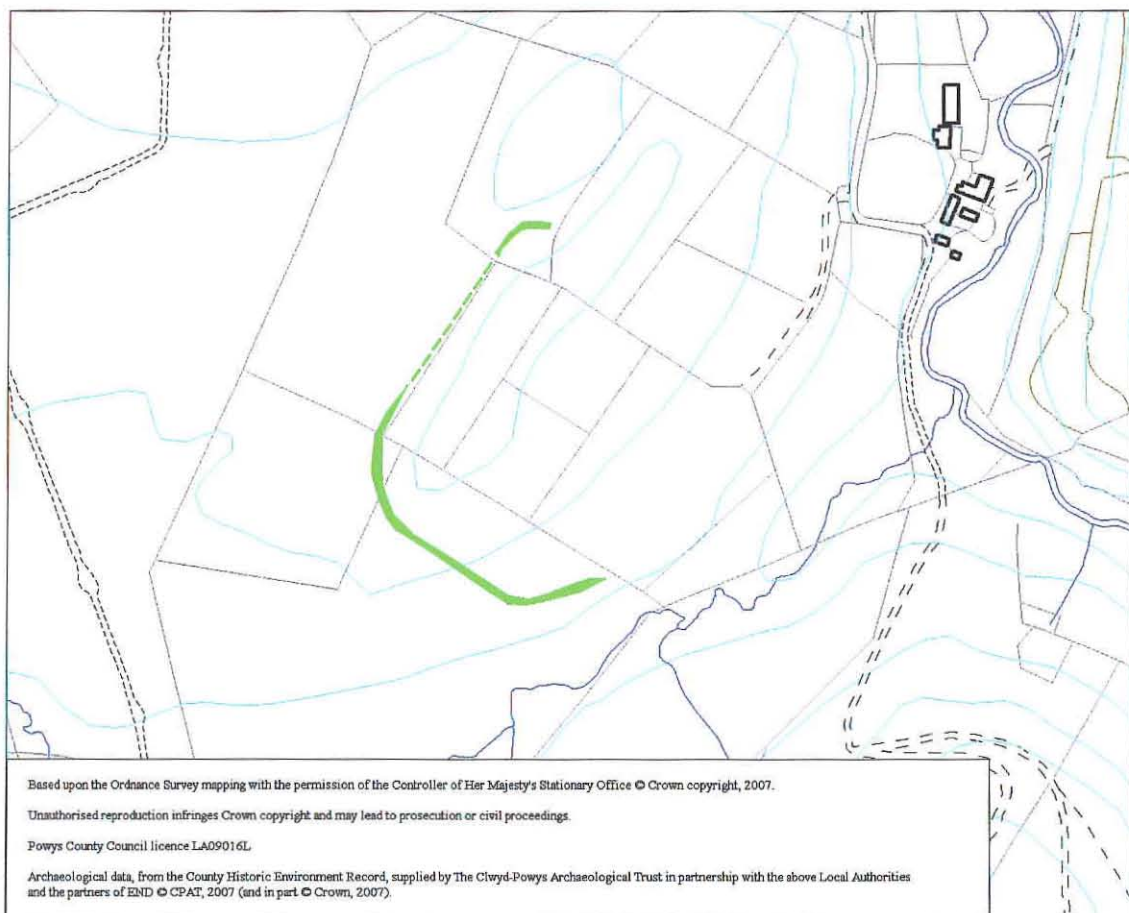 Based upon the Ordnance Survey mapping with the permission of the Controller of Her Majesty's Stationary Office © Crown copyright, 2007.
Unauthorised reproduction infringes Crown copyright and may lead to prosecution or civil proceedings.
Powys County Council licence LA09016L
Archaeological data, from the County Historic Environment Record, supplied by The Clwyd-Powys Archaeological Trust in partnership with the above Local Authorities
and the partners of END © CPAT, 2007 (and in part © Crown, 2007).